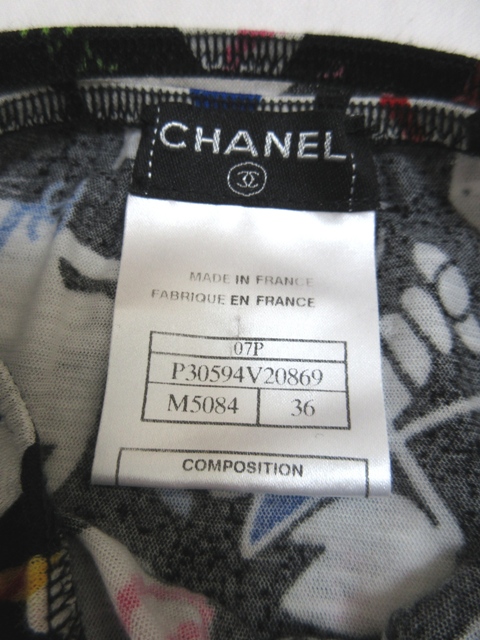 CHANEL
MADE IN FRANCE
FABRIQUE EN FRANCE
07P
P30594V20869
M5084 36
COMPOSITION